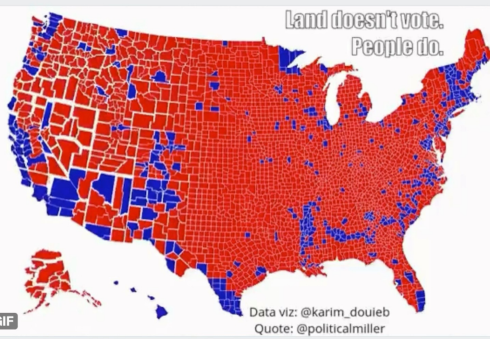 Land doesn't vote.
People do.
Data viz: @karim_douieb
Quote: @politicalmiller
GIF